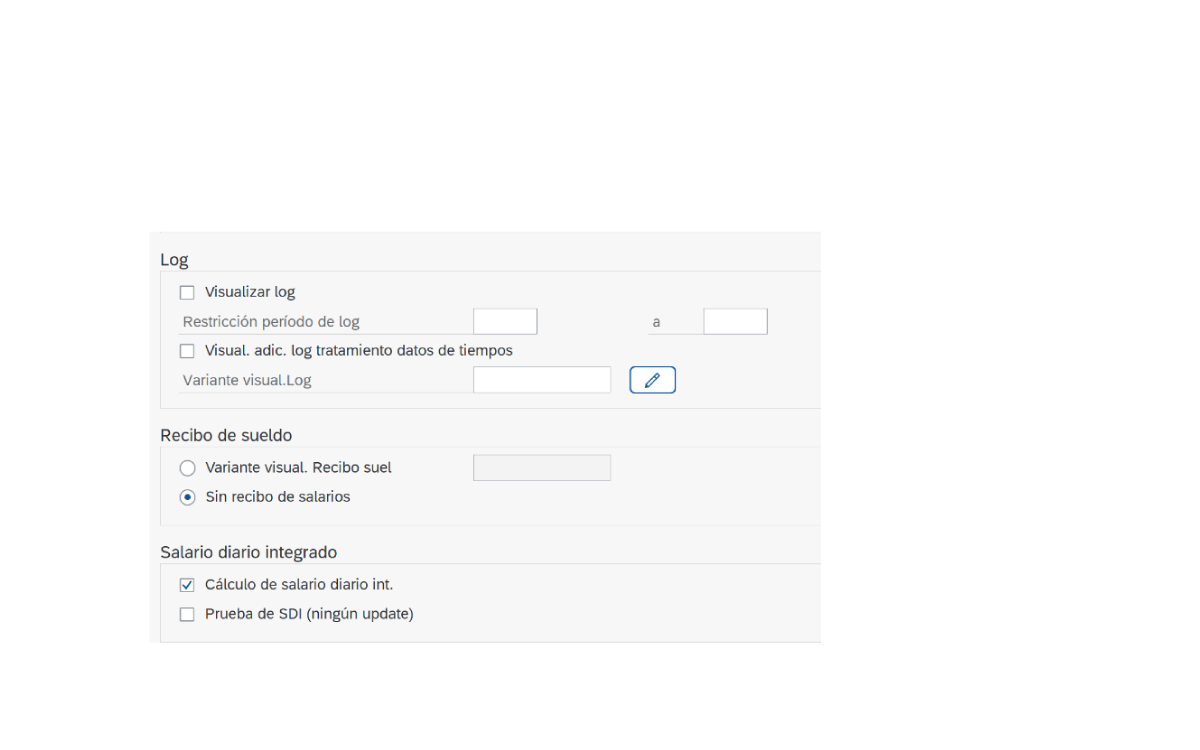 Log
Visualizar log
Restricción período de log a
Visual. adic. log tratamiento datos de tiempos
Variante visual.Log
Recibo de sueldo
Variante visual. Recibo suel
Sin recibo de salarios
Salario diario integrado
Cálculo de salario diario int.
Prueba de SDI (ningún update)